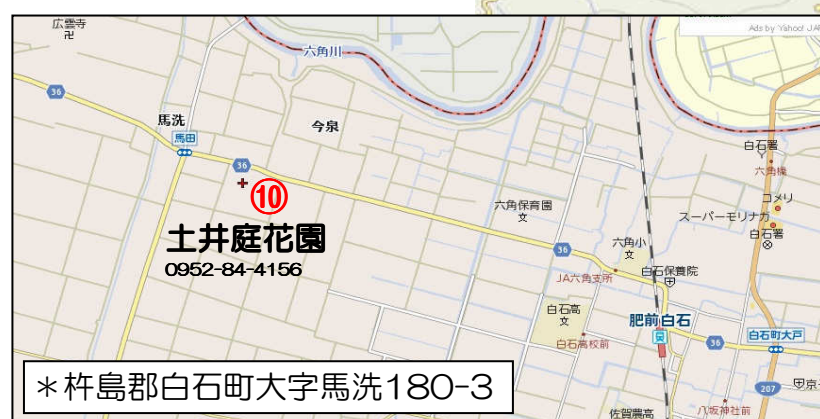 Ads by Yahoo! JA
広雲寺
六角川
36
馬洗
馬田
今泉
36
⑩
土井庭花園
0952-84-4156
六角保育園
文
36
六角小
文
JA六角支所
白石保養院
白石高
文
白石高校前
肥前白石
36
白石町大戸
207
八坂神社前
佐賀農高
白石署
六角橋
コメリ
スーパーモリナガ
白石署
＊杵島郡白石町大字馬洗180-3